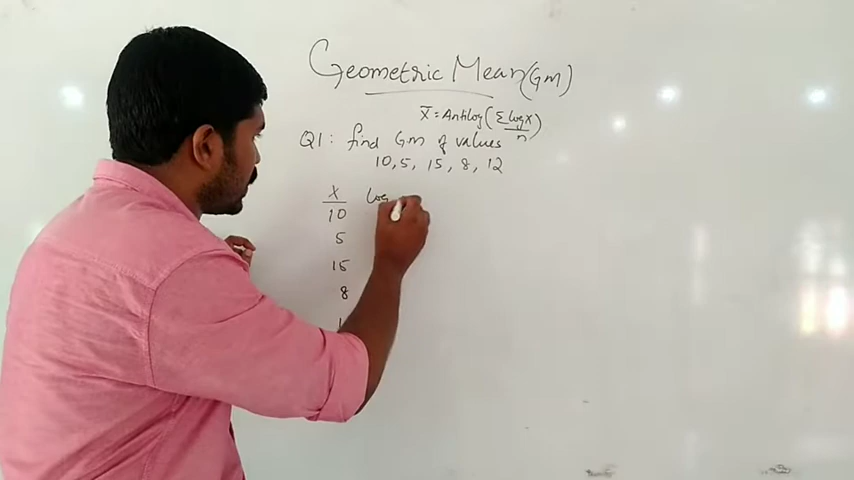 Geometric Mean (GM)
X̄ = Antilog (Σ logx / n)
Q1: find GM of values
10, 5, 15, 8, 12
X log
10
5
15
8